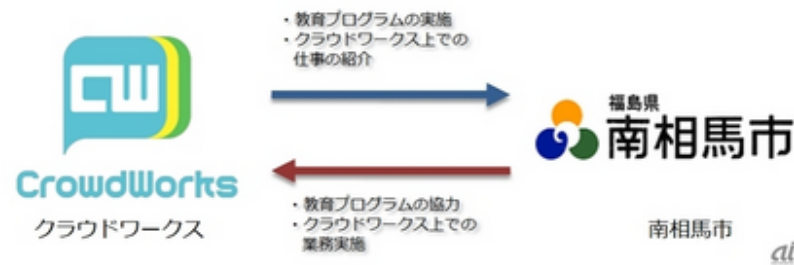 ・教育プログラムの実施
・クラウドワークス上での
仕事の紹介
CW
CrowdWorks
クラウドワークス
福島県
南相馬市
・教育プログラムの協力
・クラウドワークス上での
業務実施
南相馬市